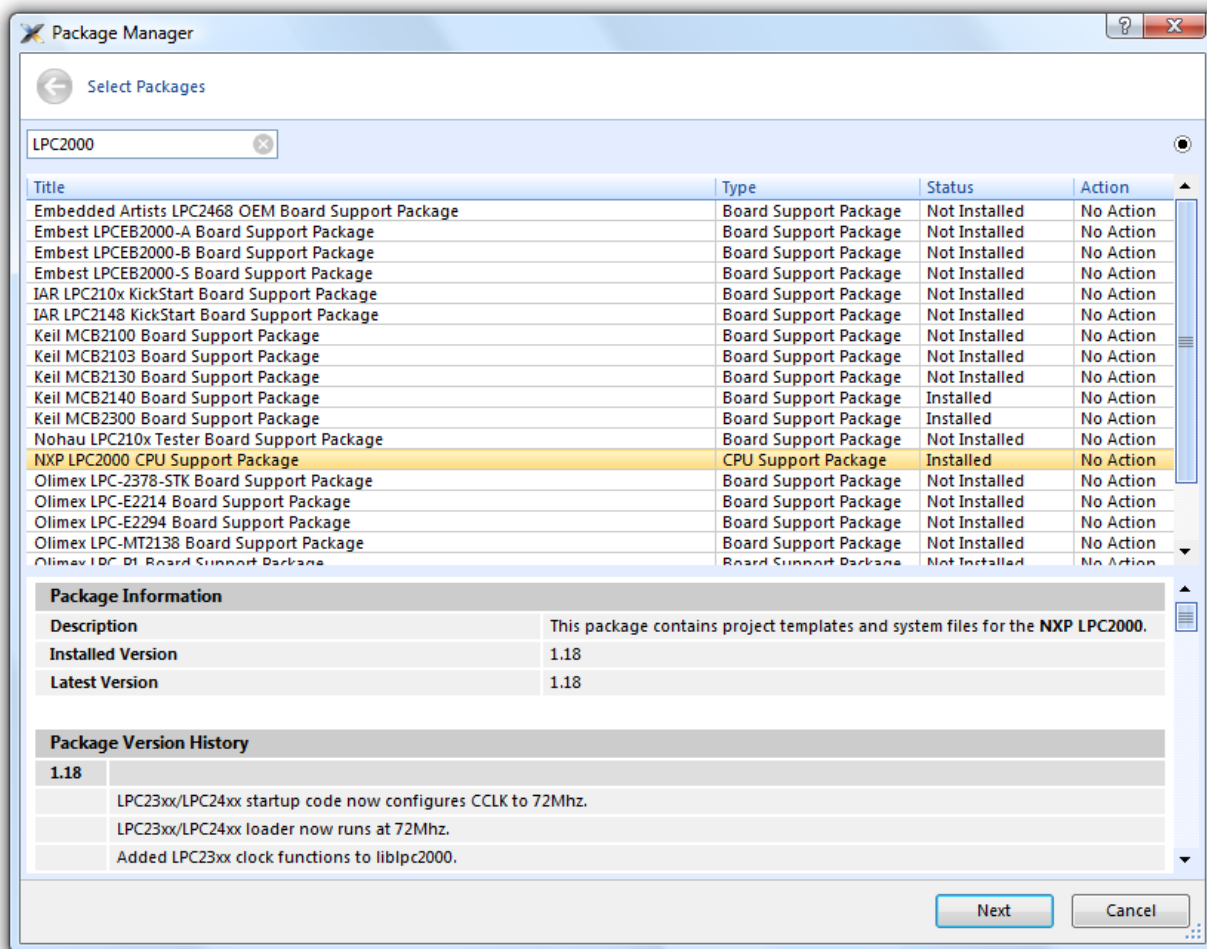 Package Manager
Select Packages
LPC2000
Title Type Status Action
Embedded Artists LPC2468 OEM Board Support Package Board Support Package Not Installed No Action
Embest LPCEB2000-A Board Support Package Board Support Package Not Installed No Action
Embest LPCEB2000-B Board Support Package Board Support Package Not Installed No Action
Embest LPCEB2000-S Board Support Package Board Support Package Not Installed No Action
IAR LPC210x KickStart Board Support Package Board Support Package Not Installed No Action
IAR LPC2148 KickStart Board Support Package Board Support Package Not Installed No Action
Keil MCB2100 Board Support Package Board Support Package Not Installed No Action
Keil MCB2103 Board Support Package Board Support Package Not Installed No Action
Keil MCB2130 Board Support Package Board Support Package Not Installed No Action
Keil MCB2140 Board Support Package Board Support Package Installed No Action
Keil MCB2300 Board Support Package Board Support Package Installed No Action
Nohau LPC210x Tester Board Support Package Board Support Package Not Installed No Action
NXP LPC2000 CPU Support Package CPU Support Package Installed No Action
Olimex LPC-2378-STK Board Support Package Board Support Package Not Installed No Action
Olimex LPC-E2214 Board Support Package Board Support Package Not Installed No Action
Olimex LPC-E2294 Board Support Package Board Support Package Not Installed No Action
Olimex LPC-MT2138 Board Support Package Board Support Package Not Installed No Action
Olimex LPC-P1 Board Support Package Board Support Package Not Installed No Action
Package Information
Description This package contains project templates and system files for the NXP LPC2000.
Installed Version 1.18
Latest Version 1.18
Package Version History
1.18
LPC23xx/LPC24xx startup code now configures CCLK to 72Mhz.
LPC23xx/LPC24xx loader now runs at 72Mhz.
Added LPC23xx clock functions to liblpc2000.
Next Cancel